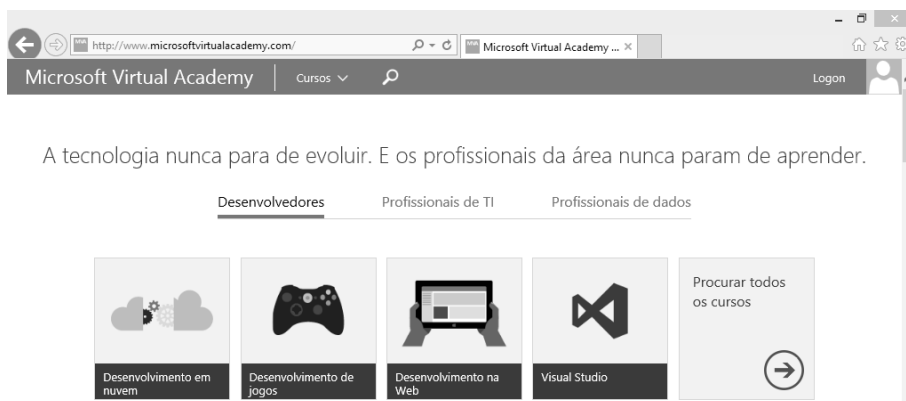 http://www.microsoftvirtualacademy.com/
Microsoft Virtual Academy ...
Microsoft Virtual Academy
Cursos
Logon
A tecnologia nunca para de evoluir. E os profissionais da área nunca param de aprender.
Desenvolvedores
Profissionais de TI
Profissionais de dados
Desenvolvimento em
nuvem
Desenvolvimento de
jogos
Desenvolvimento na
Web
Visual Studio
Procurar todos
os cursos